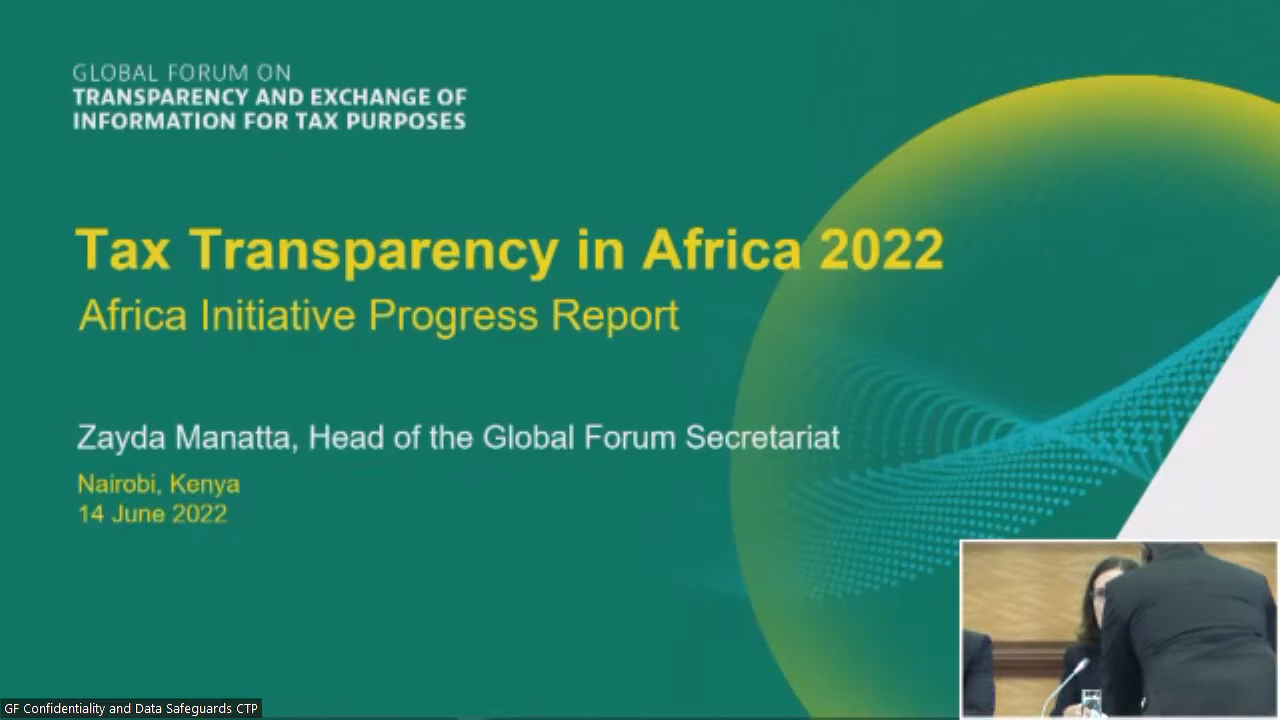 GLOBAL FORUM ON
TRANSPARENCY AND EXCHANGE OF
INFORMATION FOR TAX PURPOSES
Tax Transparency in Africa 2022
Africa Initiative Progress Report
Zayda Manatta, Head of the Global Forum Secretariat
Nairobi, Kenya
14 June 2022
GF Confidentiality and Data Safeguards CTP